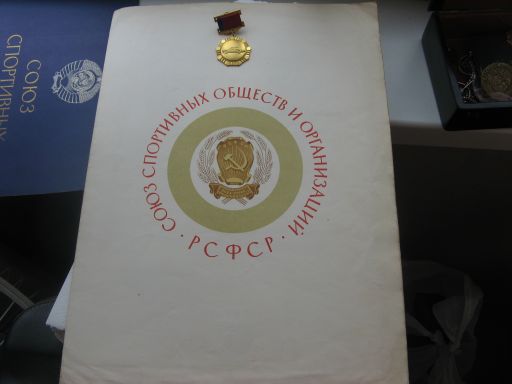 СОЮЗ СПОРТИВНЫХ ОБЩЕСТВ И ОРГАНИЗАЦИЙ
· РСФСР ·
СОЮЗ
СПОРТИВНЫХ